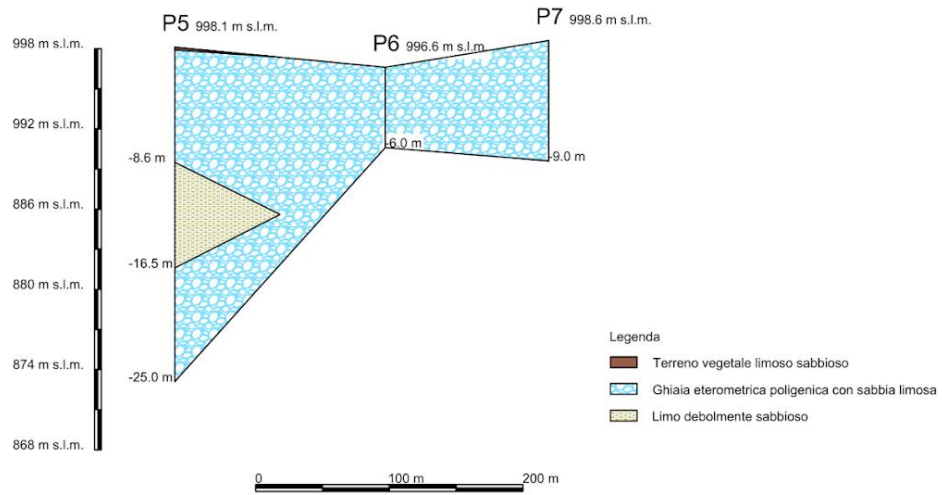 P5 998.1 m s.l.m.
P6 996.6 m s.l.m.
P7 998.6 m s.l.m.
998 m s.l.m.
992 m s.l.m.
886 m s.l.m.
880 m s.l.m.
874 m s.l.m.
868 m s.l.m.
-8.6 m
-16.5 m
-25.0 m
-6.0 m
-9.0 m
Legenda
Terreno vegetale limoso sabbioso
Ghiaia eterometrica poligenica con sabbia limosa
Limo debolmente sabbioso
0 100 m 200 m